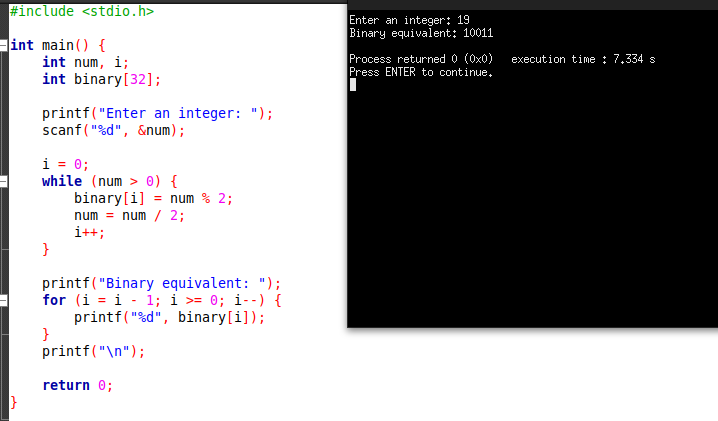 #include <stdio.h>

int main() {
    int num, i;
    int binary[32];

    printf("Enter an integer: ");
    scanf("%d", &num);

    i = 0;
    while (num > 0) {
        binary[i] = num % 2;
        num = num / 2;
        i++;
    }

    printf("Binary equivalent: ");
    for (i = i - 1; i >= 0; i--) {
        printf("%d", binary[i]);
    }
    printf("\n");

    return 0;
}
Enter an integer: 19
Binary equivalent: 10011

Process returned 0 (0x0)   execution time : 7.334 s
Press ENTER to continue.